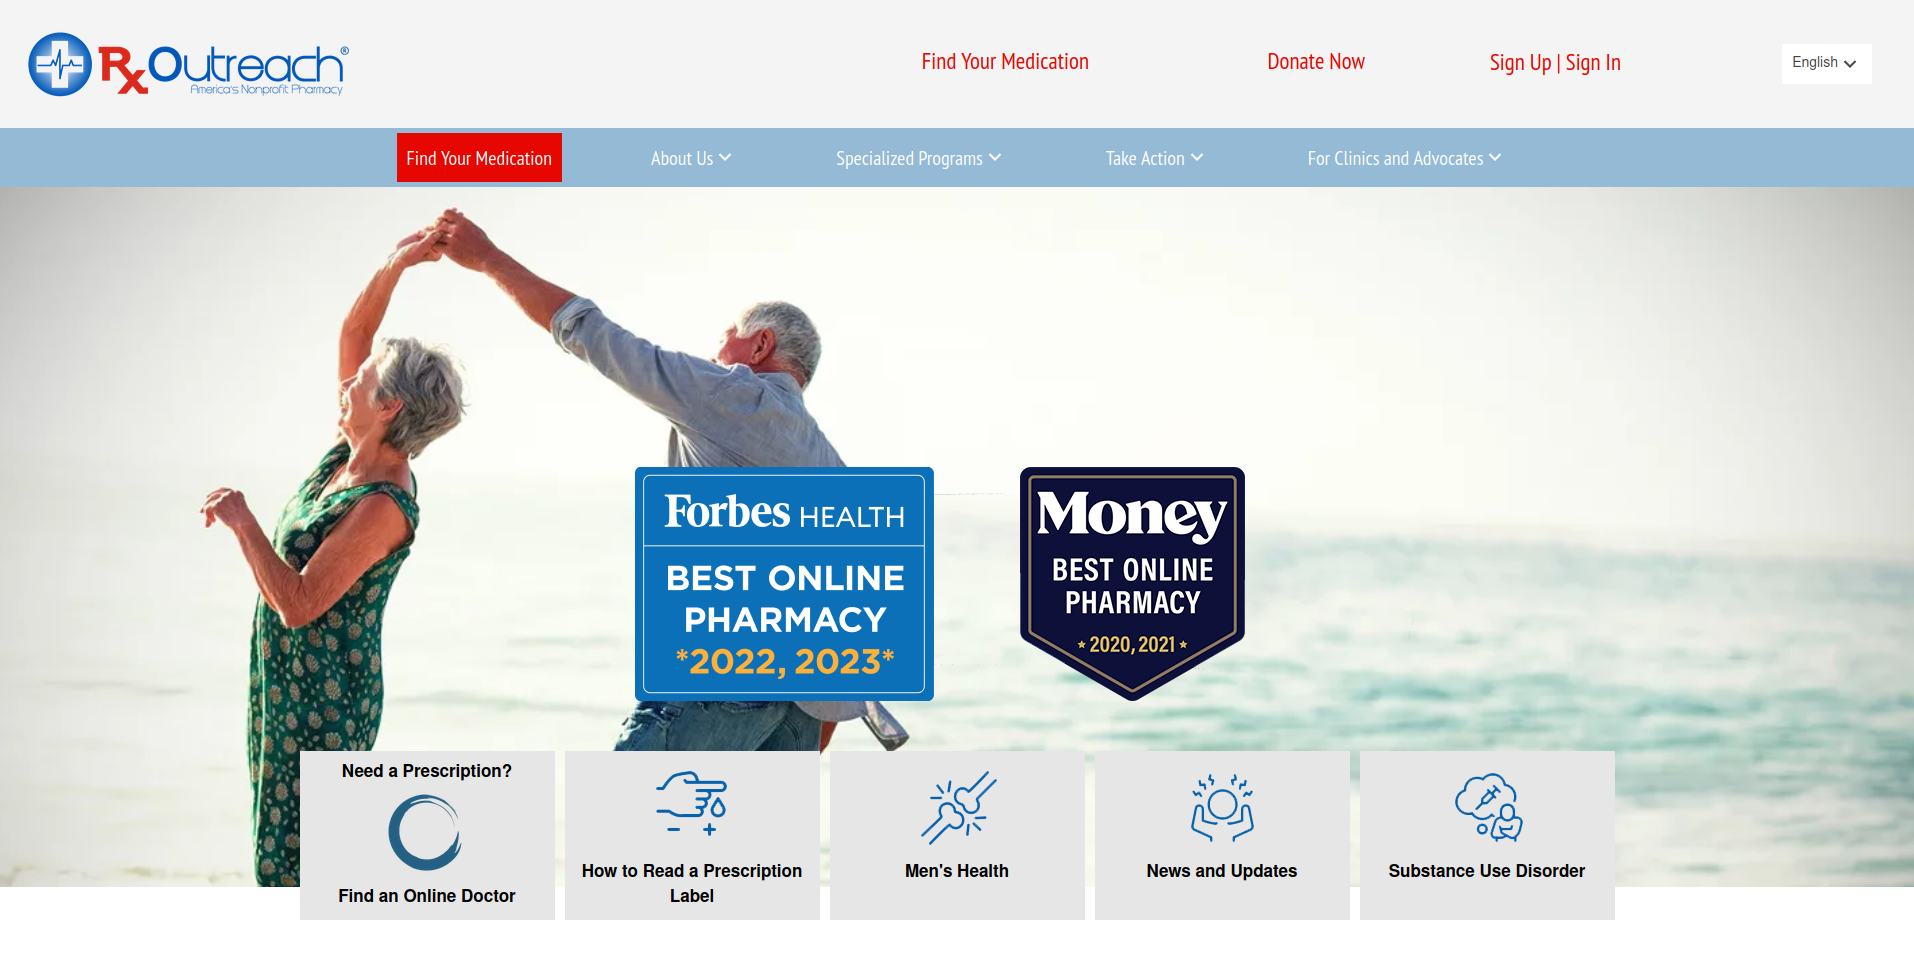 RxOutreach®
America's Nonprofit Pharmacy
Find Your Medication
Donate Now
Sign Up | Sign In
English
Find Your Medication
About Us
Specialized Programs
Take Action
For Clinics and Advocates
Forbes HEALTH
BEST ONLINE
PHARMACY
*2022, 2023*
Money
BEST ONLINE
PHARMACY
★ 2020, 2021 ★
Need a Prescription?
Find an Online Doctor
How to Read a Prescription
Label
Men's Health
News and Updates
Substance Use Disorder